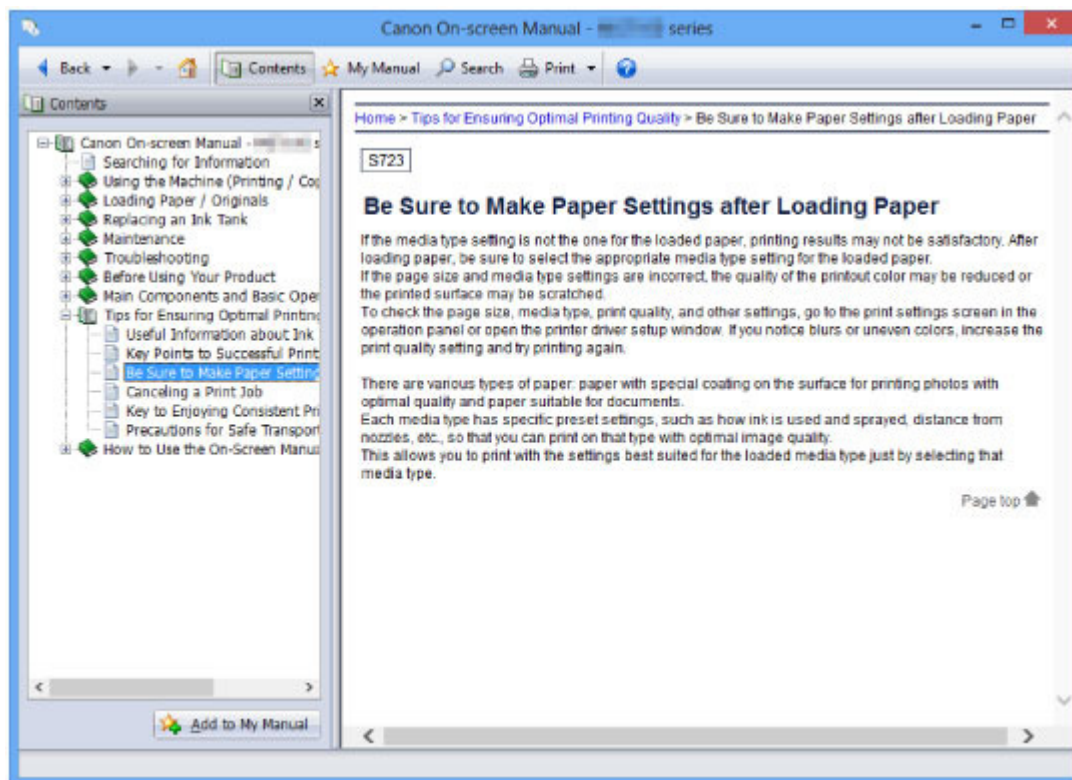 Canon On-screen Manual - series
Back Contents My Manual Search Print
Contents
Canon On-screen Manual - s
Searching for Information
Using the Machine (Printing / Cop
Loading Paper / Originals
Replacing an Ink Tank
Maintenance
Troubleshooting
Before Using Your Product
Main Components and Basic Oper
Tips for Ensuring Optimal Printing
Useful Information about Ink
Key Points to Successful Print
Be Sure to Make Paper Setting
Canceling a Print Job
Key to Enjoying Consistent Pri
Precautions for Safe Transport
How to Use the On-Screen Manua
Add to My Manual
Home > Tips for Ensuring Optimal Printing Quality > Be Sure to Make Paper Settings after Loading Paper
S723
Be Sure to Make Paper Settings after Loading Paper
If the media type setting is not the one for the loaded paper, printing results may not be satisfactory. After
loading paper, be sure to select the appropriate media type setting for the loaded paper.
If the page size and media type settings are incorrect, the quality of the printout color may be reduced or
the printed surface may be scratched.
To check the page size, media type, print quality, and other settings, go to the print settings screen in the
operation panel or open the printer driver setup window. If you notice blurs or uneven colors, increase the
print quality setting and try printing again.
There are various types of paper: paper with special coating on the surface for printing photos with
optimal quality and paper suitable for documents.
Each media type has specific preset settings, such as how ink is used and sprayed, distance from
nozzles, etc., so that you can print on that type with optimal image quality.
This allows you to print with the settings best suited for the loaded media type just by selecting that
media type.
Page top